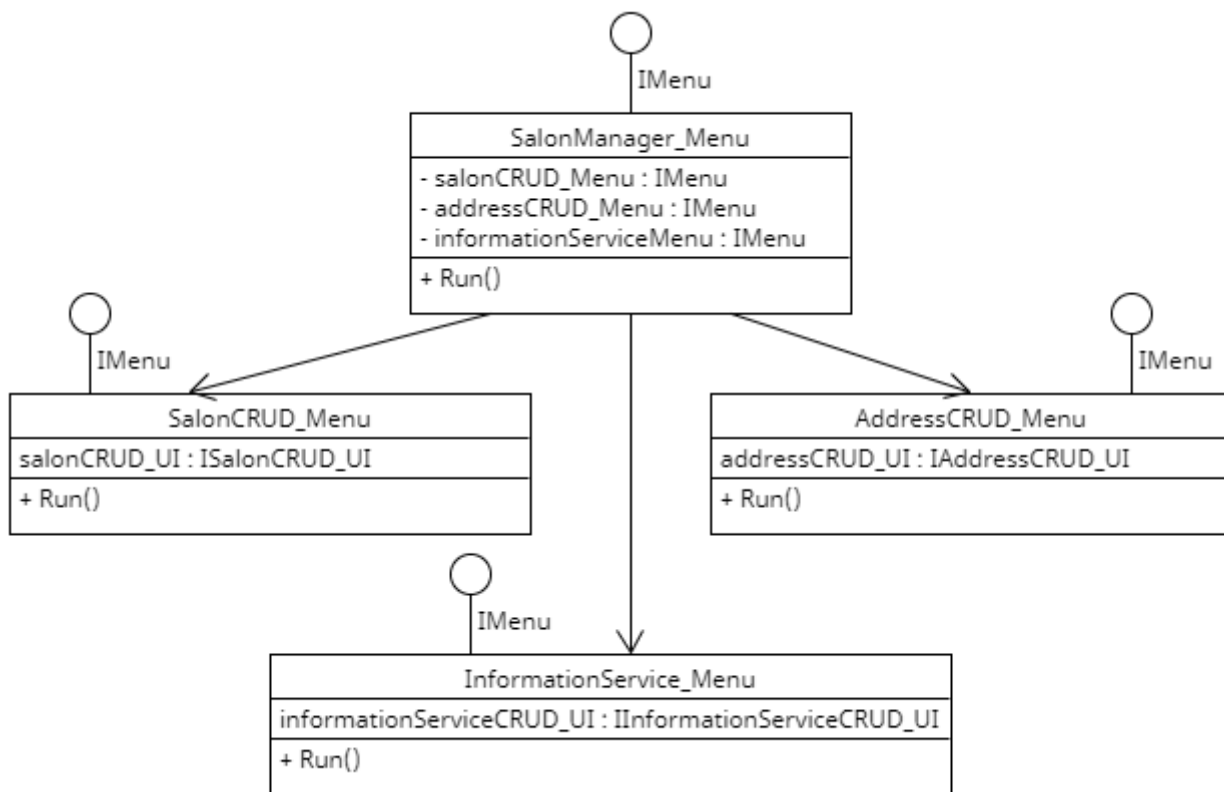 IMenu
SalonManager_Menu
- salonCRUD_Menu : IMenu
- addressCRUD_Menu : IMenu
- informationServiceMenu : IMenu
+ Run()
IMenu
SalonCRUD_Menu
salonCRUD_UI : ISalonCRUD_UI
+ Run()
IMenu
AddressCRUD_Menu
addressCRUD_UI : IAddressCRUD_UI
+ Run()
IMenu
InformationService_Menu
informationServiceCRUD_UI : IInformationServiceCRUD_UI
+ Run()